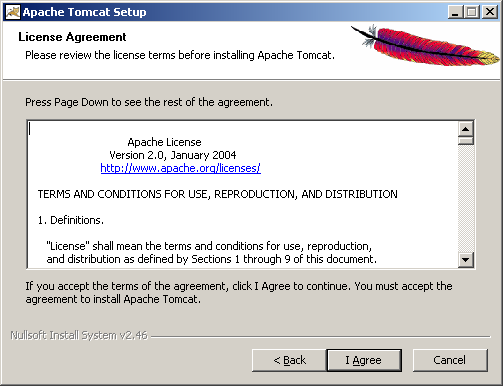 Apache Tomcat Setup
License Agreement
Please review the license terms before installing Apache Tomcat.
Press Page Down to see the rest of the agreement.
Apache License
Version 2.0, January 2004
http://www.apache.org/licenses/
TERMS AND CONDITIONS FOR USE, REPRODUCTION, AND DISTRIBUTION
1. Definitions.
"License" shall mean the terms and conditions for use, reproduction,
and distribution as defined by Sections 1 through 9 of this document.
If you accept the terms of the agreement, click I Agree to continue. You must accept the
agreement to install Apache Tomcat.
Nullsoft Install System v2.46
< Back I Agree Cancel